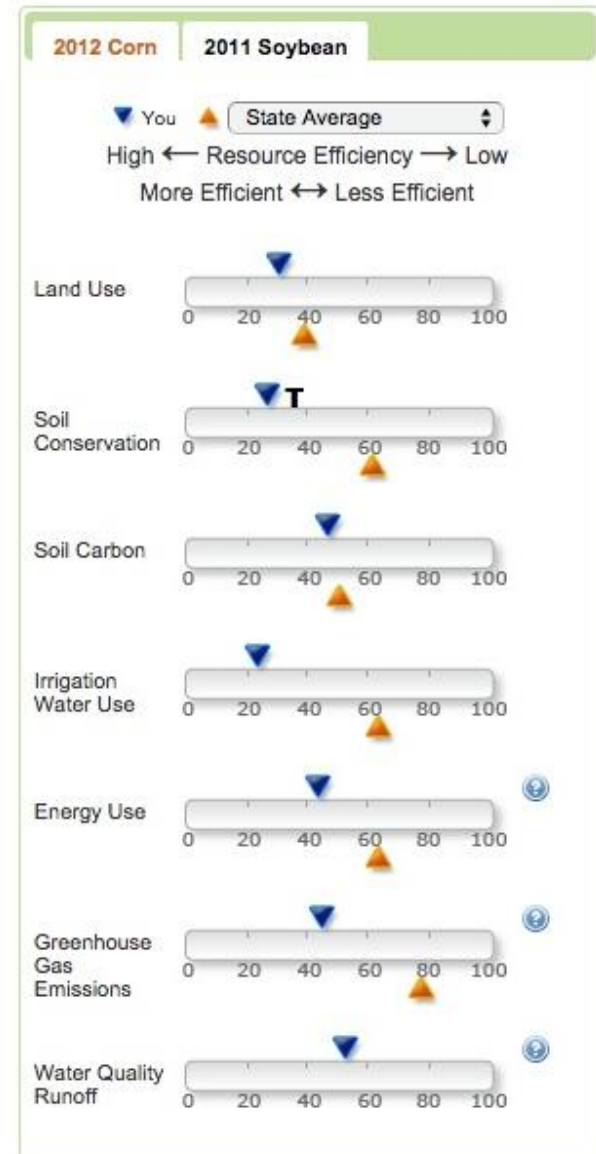 2012 Corn 2011 Soybean
You State Average
High ← Resource Efficiency → Low
More Efficient ↔ Less Efficient
Land Use
0 20 40 60 80 100
T
Soil
Conservation
0 20 40 60 80 100
Soil Carbon
0 20 40 60 80 100
Irrigation
Water Use
0 20 40 60 80 100
Energy Use
?
0 20 40 60 80 100
Greenhouse
Gas
Emissions
?
0 20 40 60 80 100
Water Quality
Runoff
?
0 20 40 60 80 100